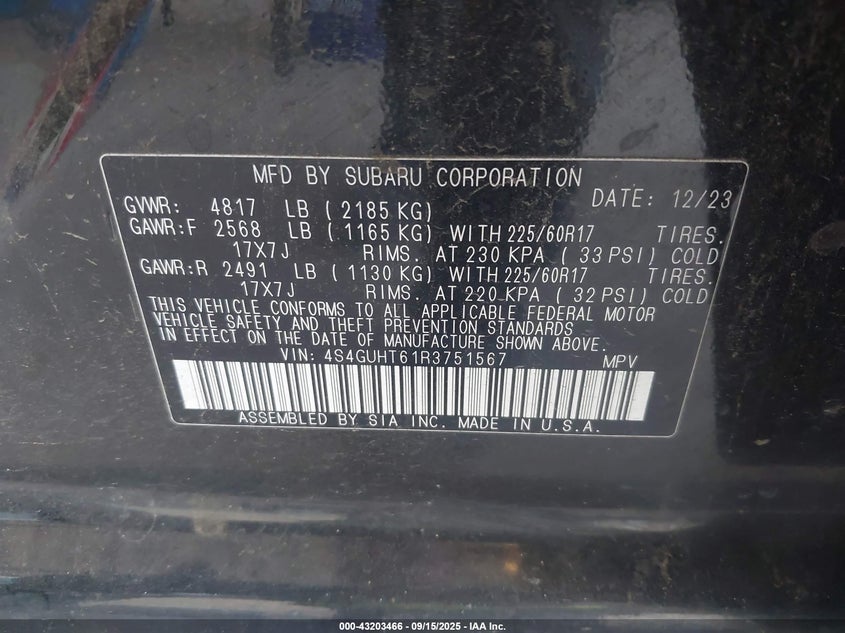 MFD BY SUBARU CORPORATION
DATE: 12/23
GVWR: 4817 LB (2185 KG)
GAWR:F 2568 LB (1165 KG) WITH 225/60R17 TIRES.
17X7J RIMS. AT 230 KPA (33 PSI) COLD
GAWR:R 2491 LB (1130 KG) WITH 225/60R17 TIRES.
17X7J RIMS. AT 220 KPA (32 PSI) COLD
THIS VEHICLE CONFORMS TO ALL APPLICABLE FEDERAL MOTOR
VEHICLE SAFETY AND THEFT PREVENTION STANDARDS
IN EFFECT ON THE DATE OF MANUFACTURE SHOWN ABOVE.
VIN: 4S4GUHT61R3751567 MPV
ASSEMBLED BY SIA INC. MADE IN U.S.A.
000-43203466 - 09/15/2025 - IAA Inc.